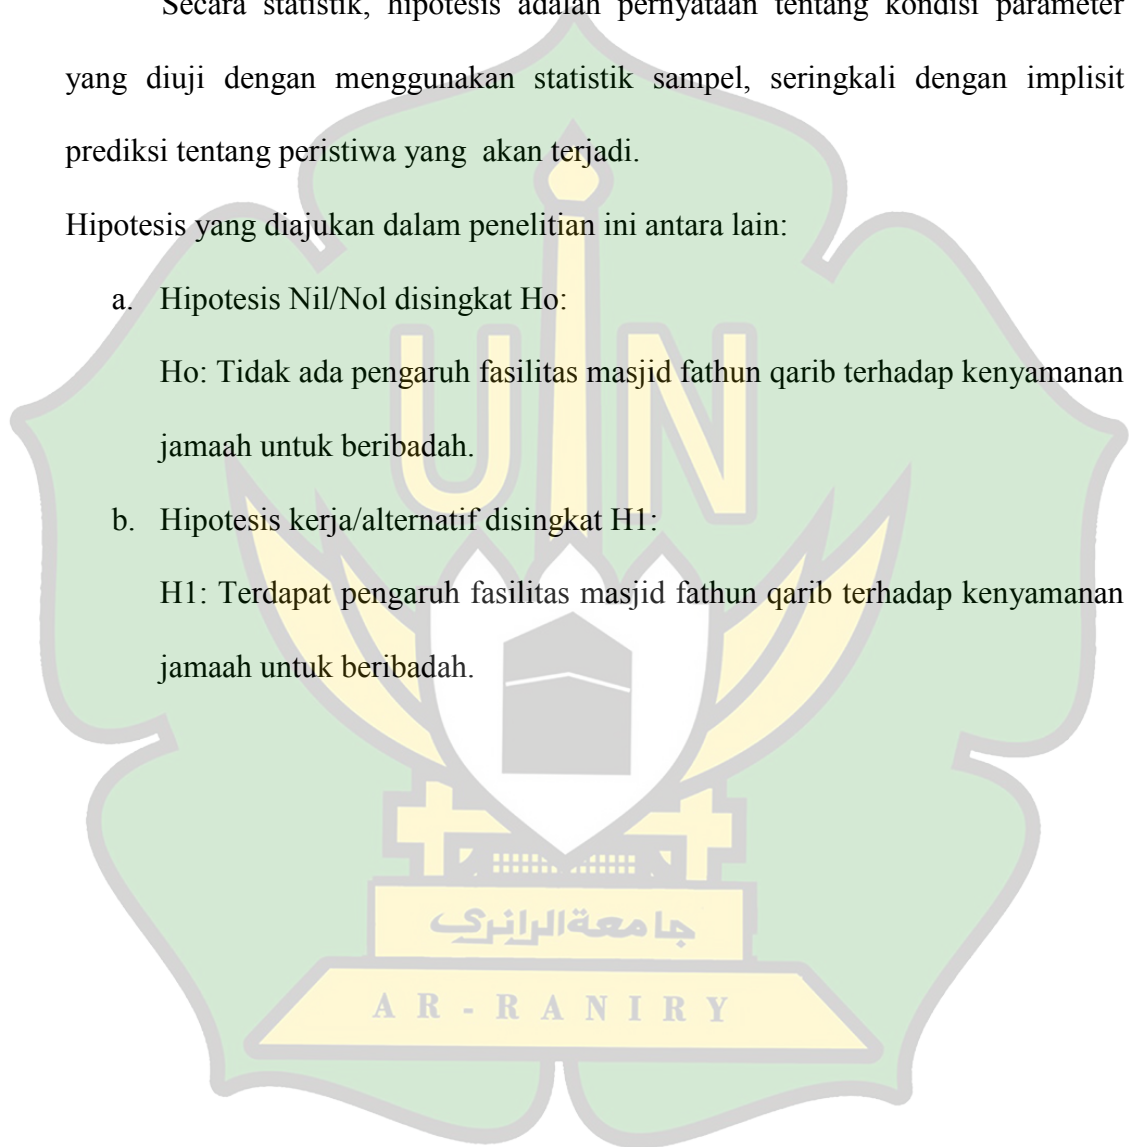 Secara statistik, hipotesis adalah pernyataan tentang kondisi parameter
yang diuji dengan menggunakan statistik sampel, seringkali dengan implisit
prediksi tentang peristiwa yang akan terjadi.
Hipotesis yang diajukan dalam penelitian ini antara lain:
a. Hipotesis Nil/Nol disingkat Ho:
Ho: Tidak ada pengaruh fasilitas masjid fathun qarib terhadap kenyamanan
jamaah untuk beribadah.
b. Hipotesis kerja/alternatif disingkat H1:
H1: Terdapat pengaruh fasilitas masjid fathun qarib terhadap kenyamanan
jamaah untuk beribadah.
UIN
جامعة الرانري
AR-RANIRY